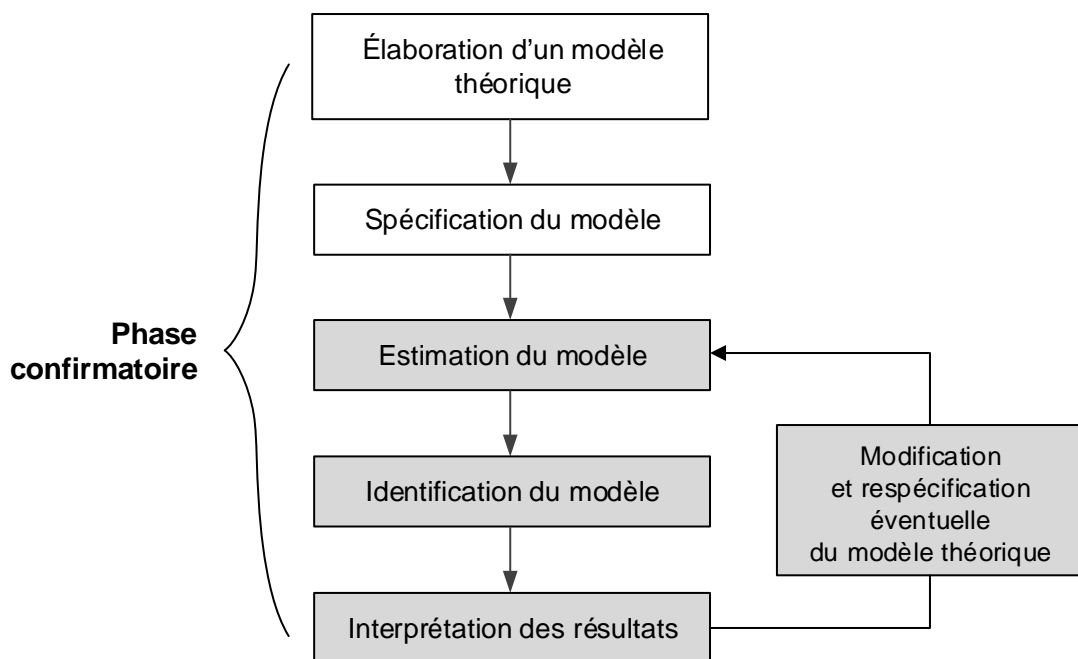 Élaboration d’un modèle
théorique
Spécification du modèle
Phase
confirmatoire
Estimation du modèle
Identification du modèle
Modification
et respécification
éventuelle
du modèle théorique
Interprétation des résultats